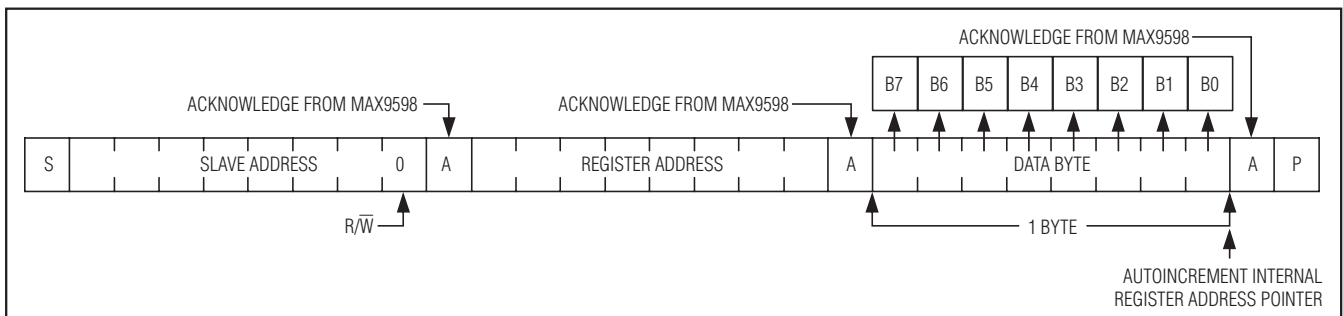 ACKNOWLEDGE FROM MAX9598
B7 B6 B5 B4 B3 B2 B1 B0
ACKNOWLEDGE FROM MAX9598 ACKNOWLEDGE FROM MAX9598
S SLAVE ADDRESS 0 A REGISTER ADDRESS A DATA BYTE A P
R/W̅ 1 BYTE
AUTOINCREMENT INTERNAL
REGISTER ADDRESS POINTER